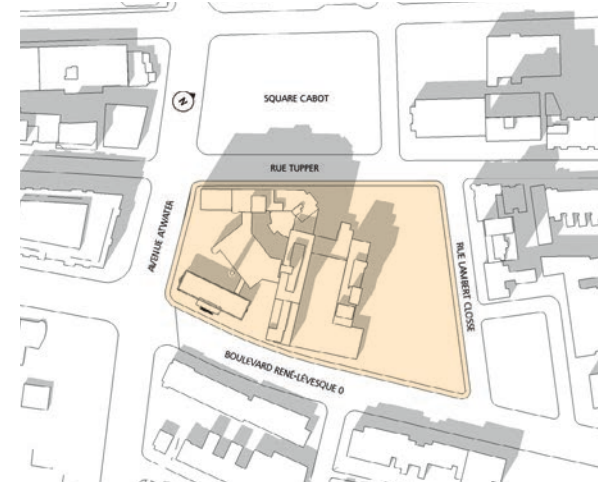 SQUARE CABOT
N
RUE TUPPER
AVENUE ATWATER
RUE LAMBERT CLOSSE
BOULEVARD RENÉ-LÉVESQUE O